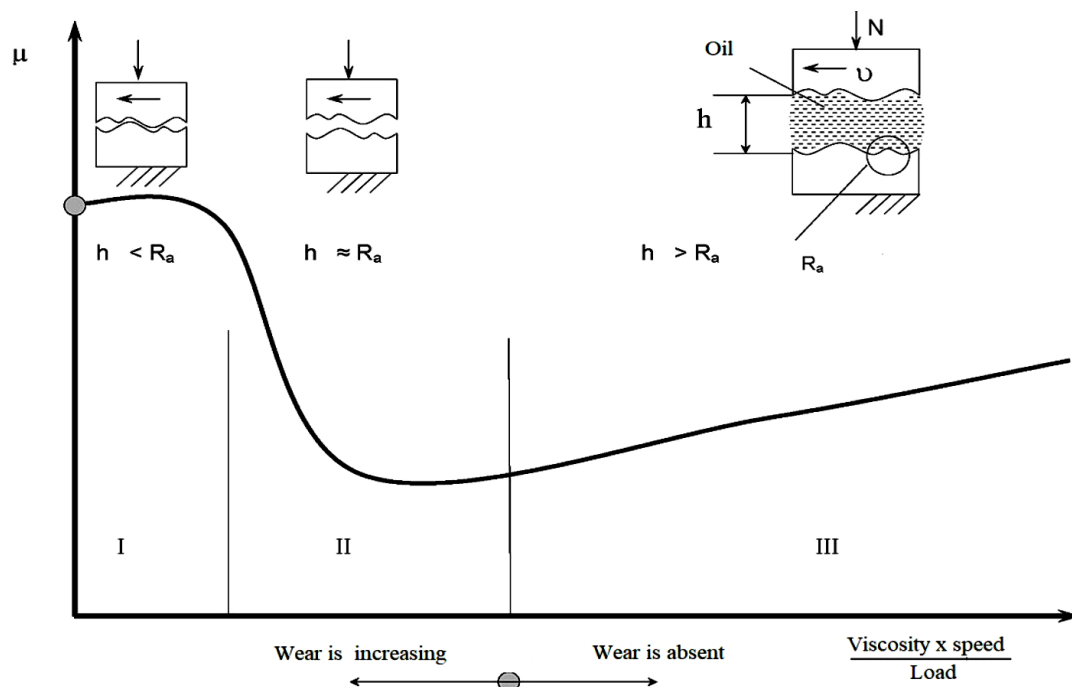 μ
N
Oil
υ
h
h < Ra
h ≈ Ra
h > Ra
Ra
I
II
III
Wear is increasing
Wear is absent
Viscosity x speed
Load